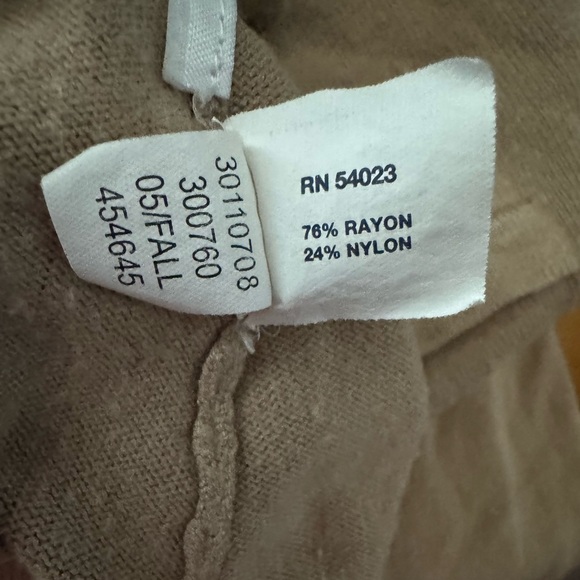 30110708
300760
05/FALL
454645
RN 54023
76% RAYON
24% NYLON